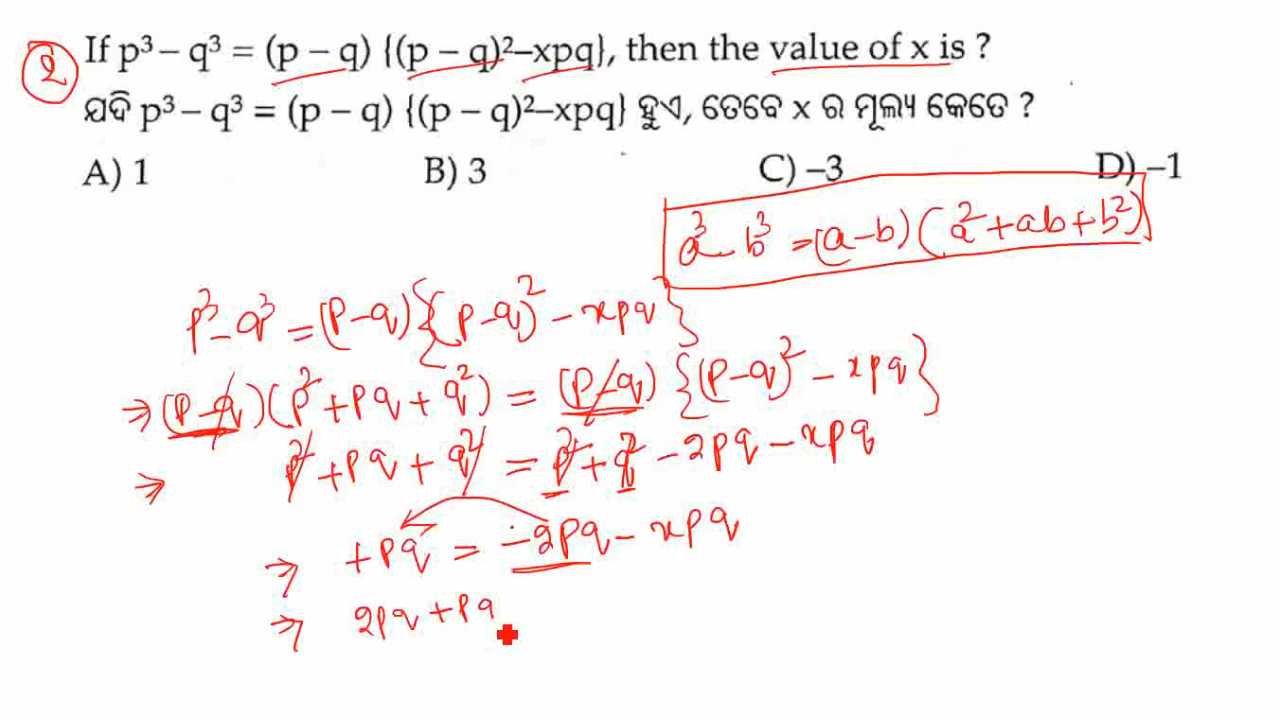 2 If p³ – q³ = (p – q) {(p – q)²–xpq}, then the value of x is ?
ଯଦି p³ – q³ = (p – q) {(p – q)²–xpq} ହୁଏ, ତେବେ x ର ମୂଲ୍ୟ କେତେ ?
A) 1 B) 3 C) –3 D) –1
a³ - b³ = (a-b)(a²+ab+b²)
p³-q³ = (p-q){(p-q)² - xpq}
⇒ (p-q)(p²+pq+q²) = (p-q) {(p-q)² - xpq}
⇒ p²+pq+q² = p²+q² - 2pq - xpq
⇒ +pq = -2pq - xpq
⇒ 2pq + pq